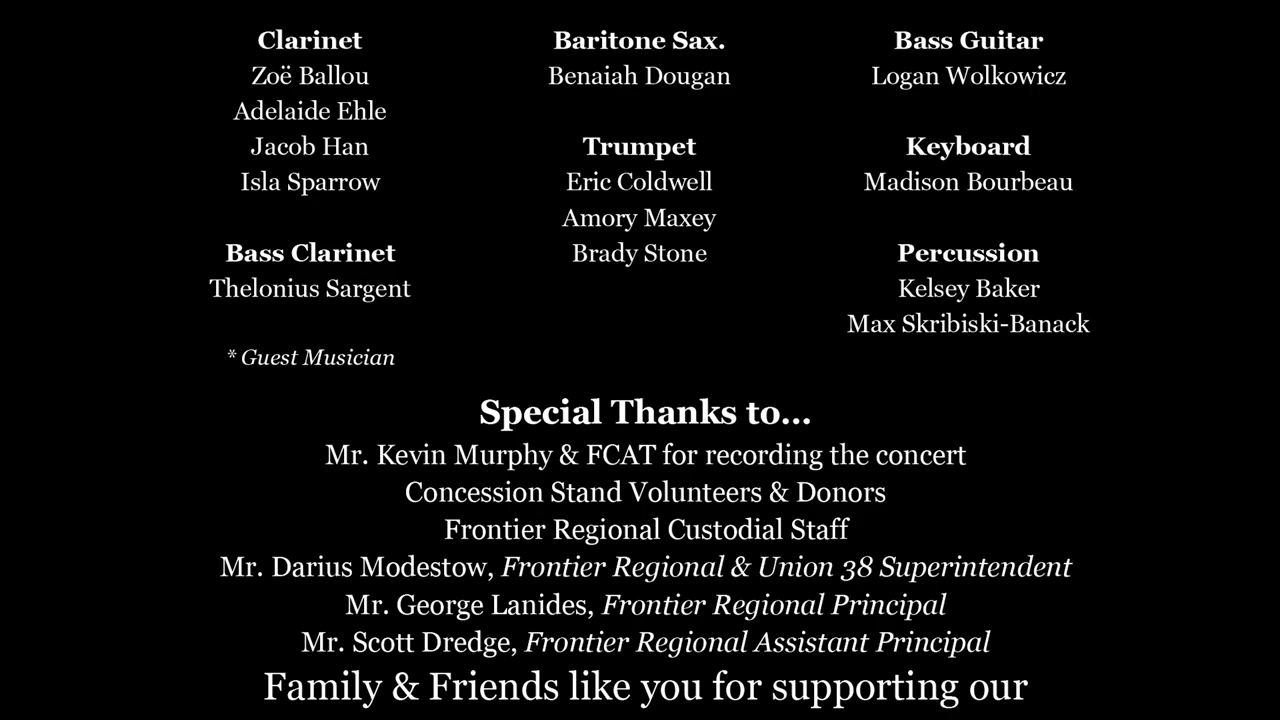 Clarinet
Zoë Ballou
Adelaide Ehle
Jacob Han
Isla Sparrow
Bass Clarinet
Thelonius Sargent
* Guest Musician
Baritone Sax.
Benaiah Dougan
Trumpet
Eric Coldwell
Amory Maxey
Brady Stone
Bass Guitar
Logan Wolkowicz
Keyboard
Madison Bourbeau
Percussion
Kelsey Baker
Max Skribiski-Banack
Special Thanks to...
Mr. Kevin Murphy & FCAT for recording the concert
Concession Stand Volunteers & Donors
Frontier Regional Custodial Staff
Mr. Darius Modestow, Frontier Regional & Union 38 Superintendent
Mr. George Lanides, Frontier Regional Principal
Mr. Scott Dredge, Frontier Regional Assistant Principal
Family & Friends like you for supporting our